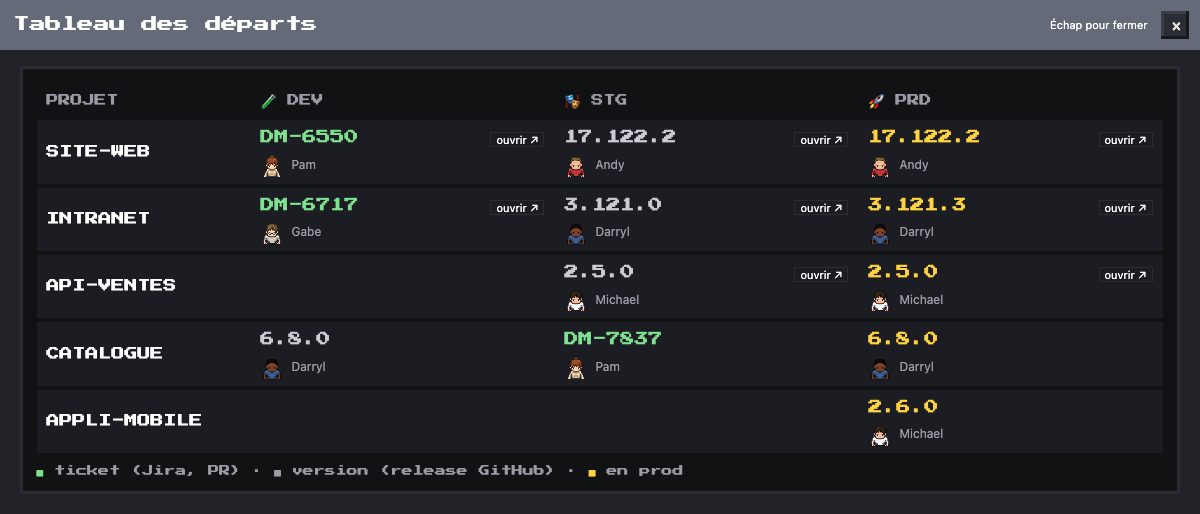 Tableau des départs
Échap pour fermer ×
PROJET DEV STG PRD
SITE-WEB
DM-6550 ouvrir ↗
Pam
17.122.2 ouvrir ↗
Andy
17.122.2 ouvrir ↗
Andy
INTRANET
DM-6717 ouvrir ↗
Gabe
3.121.0 ouvrir ↗
Darryl
3.121.3 ouvrir ↗
Darryl
API-VENTES
2.5.0 ouvrir ↗
Michael
2.5.0 ouvrir ↗
Michael
CATALOGUE
6.8.0
Darryl
DM-7837
Pam
6.8.0
Darryl
APPLI-MOBILE
2.6.0
Michael
ticket (Jira, PR) · version (release GitHub) · en prod